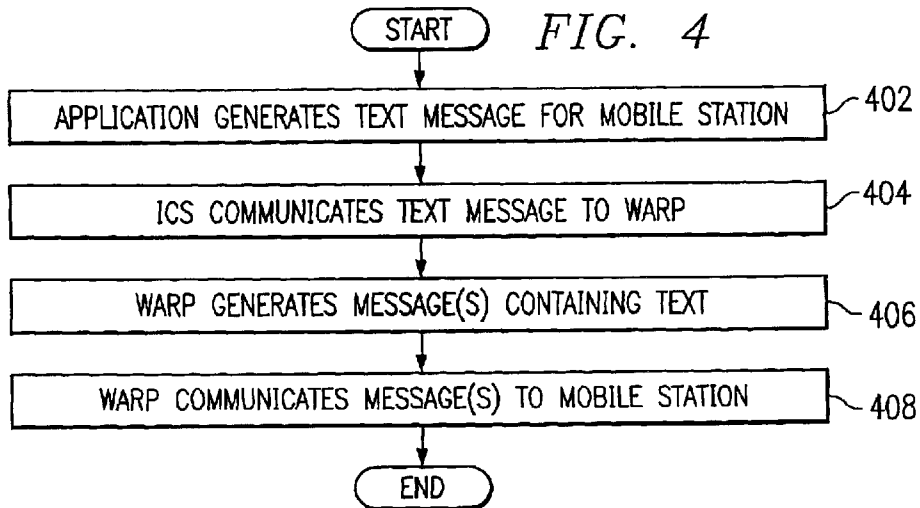 START
FIG. 4
APPLICATION GENERATES TEXT MESSAGE FOR MOBILE STATION
402
ICS COMMUNICATES TEXT MESSAGE TO WARP
404
WARP GENERATES MESSAGE(S) CONTAINING TEXT
406
WARP COMMUNICATES MESSAGE(S) TO MOBILE STATION
408
END